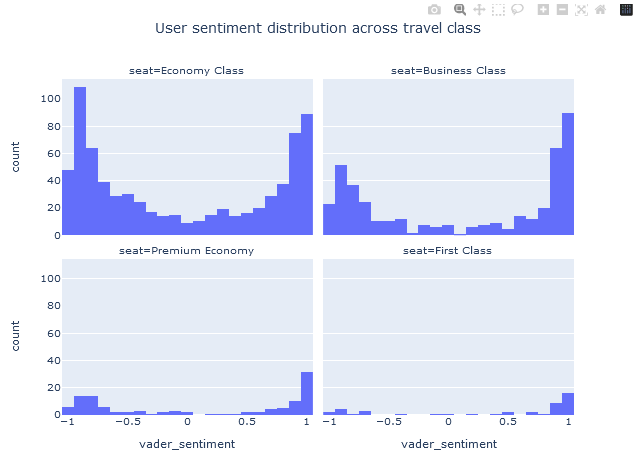 User sentiment distribution across travel class
seat=Economy Class
seat=Business Class
100
80
60
40
20
0
count
seat=Premium Economy
seat=First Class
100
80
60
40
20
0
count
−1 −0.5 0 0.5 1
−1 −0.5 0 0.5 1
vader_sentiment
vader_sentiment